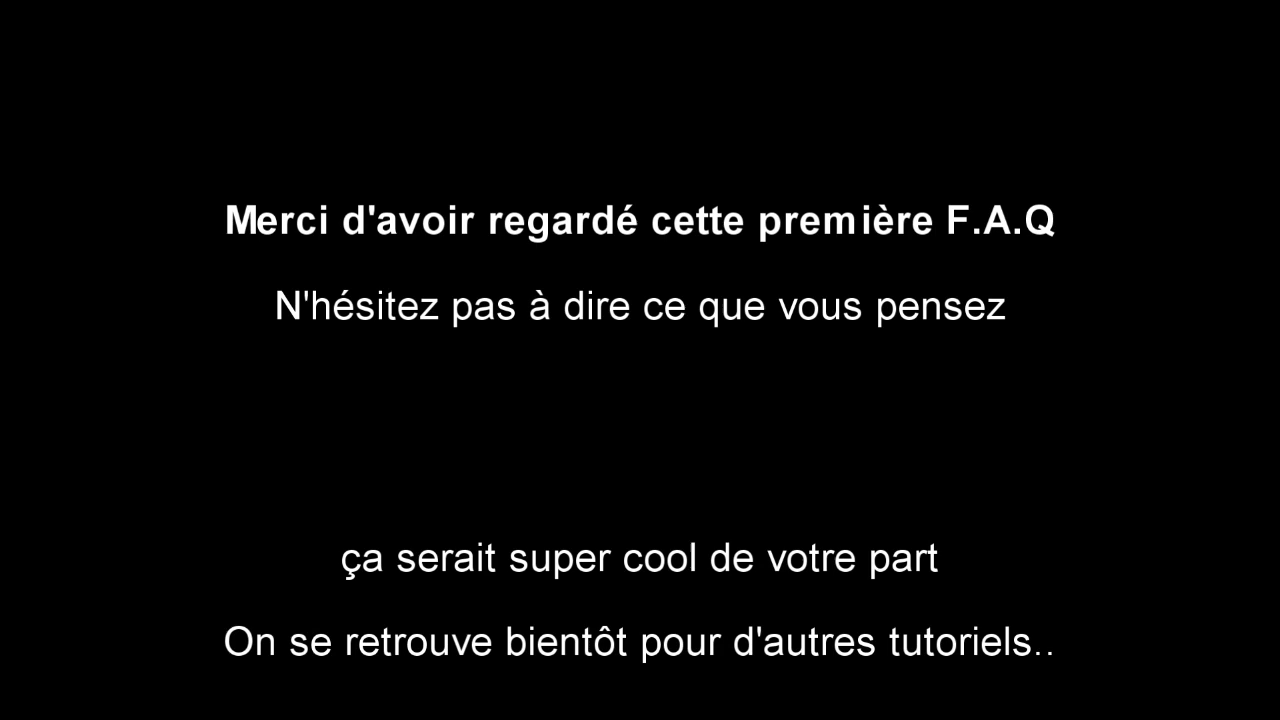 Merci d'avoir regardé cette première F.A.Q
N'hésitez pas à dire ce que vous pensez
ça serait super cool de votre part
On se retrouve bientôt pour d'autres tutoriels..